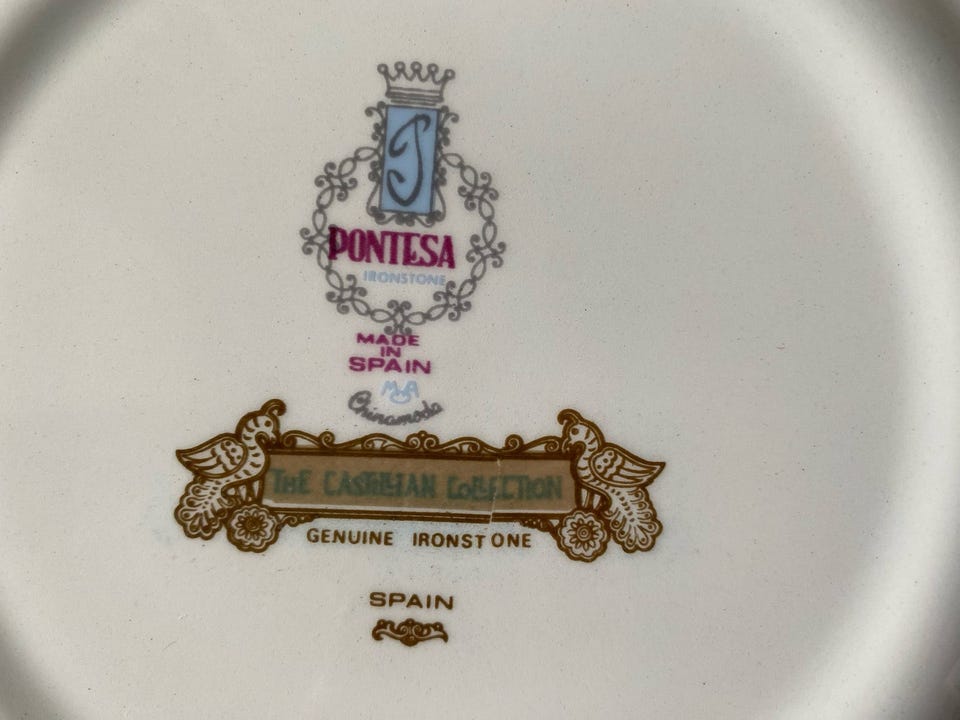 PONTESA
IRONSTONE
MADE
IN
SPAIN
Chinamoda
THE CASTILIAN COLLECTION
GENUINE IRONSTONE
SPAIN